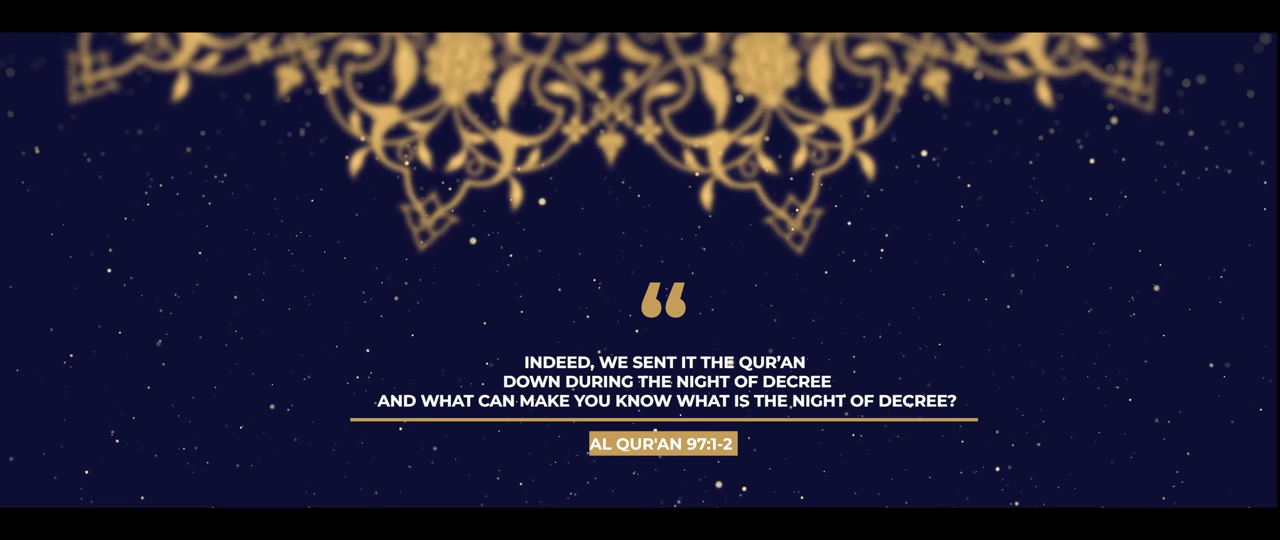 “
INDEED, WE SENT IT THE QUR’AN
DOWN DURING THE NIGHT OF DECREE
AND WHAT CAN MAKE YOU KNOW WHAT IS THE NIGHT OF DECREE?
AL QUR'AN 97:1-2